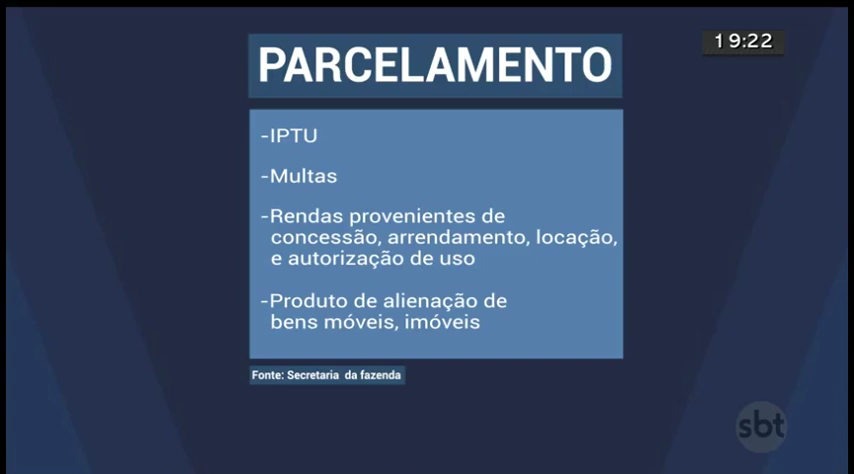 19:22
PARCELAMENTO
-IPTU
-Multas
-Rendas provenientes de
concessão, arrendamento, locação,
e autorização de uso
-Produto de alienação de
bens móveis, imóveis
Fonte: Secretaria da fazenda
sbt